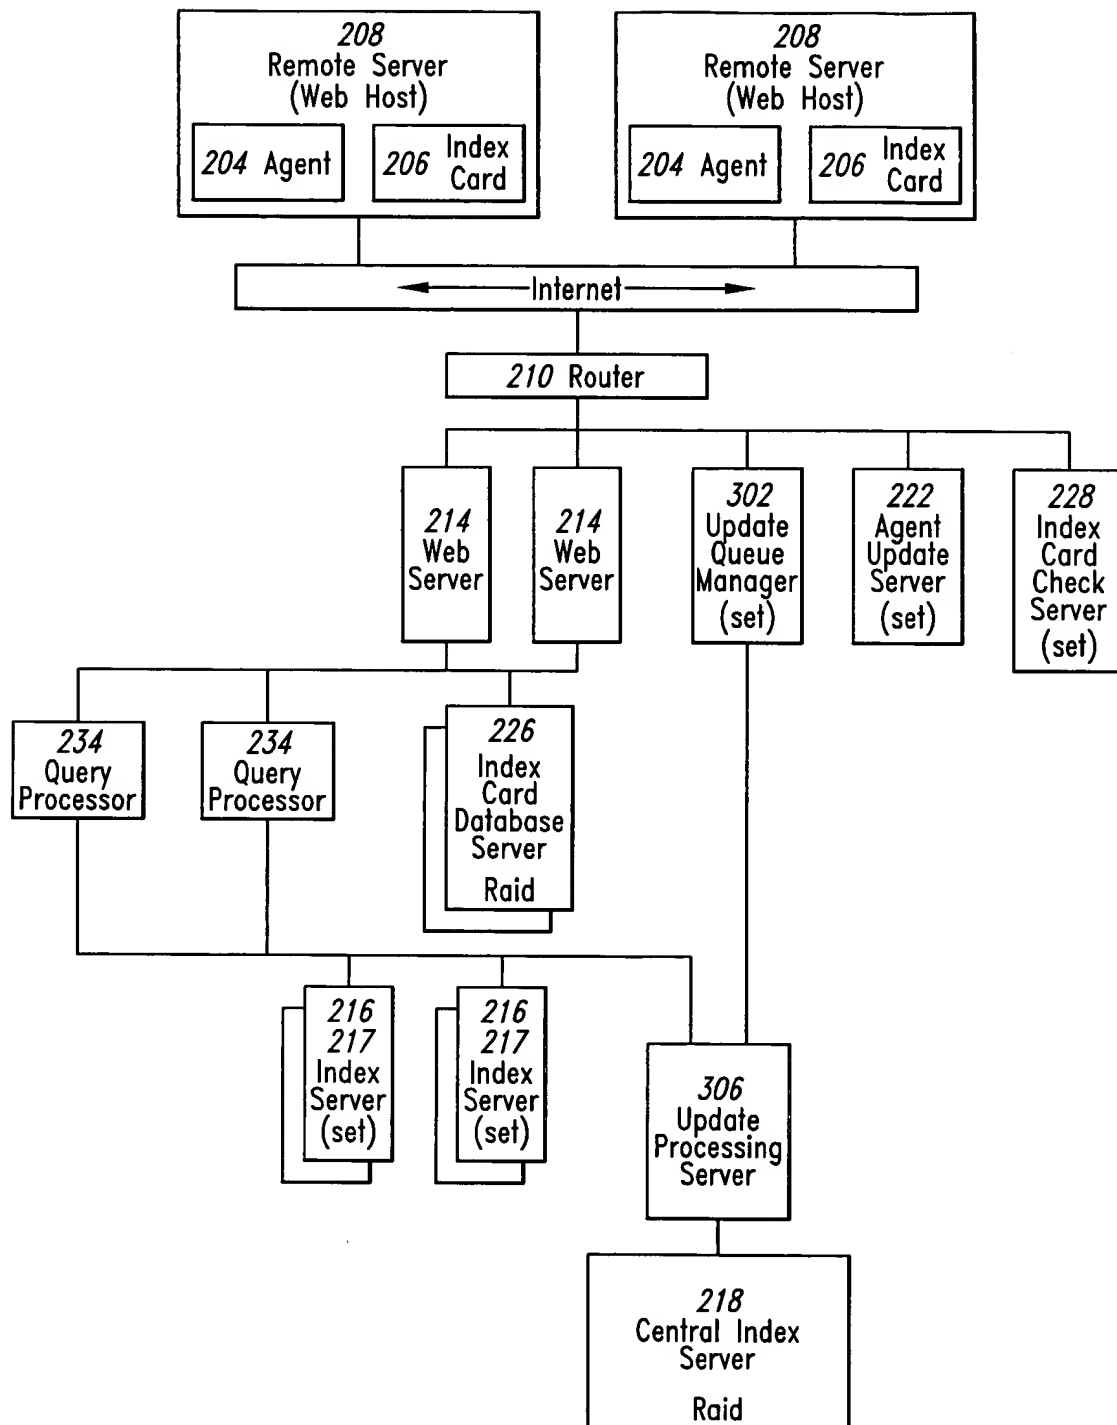 208
Remote Server
(Web Host)
204 Agent
206 Index
Card
208
Remote Server
(Web Host)
204 Agent
206 Index
Card
Internet
210 Router
214
Web
Server
214
Web
Server
302
Update
Queue
Manager
(set)
222
Agent
Update
Server
(set)
228
Index
Card
Check
Server
(set)
234
Query
Processor
234
Query
Processor
226
Index
Card
Database
Server
Raid
216
217
Index
Server
(set)
216
217
Index
Server
(set)
306
Update
Processing
Server
218
Central Index
Server
Raid